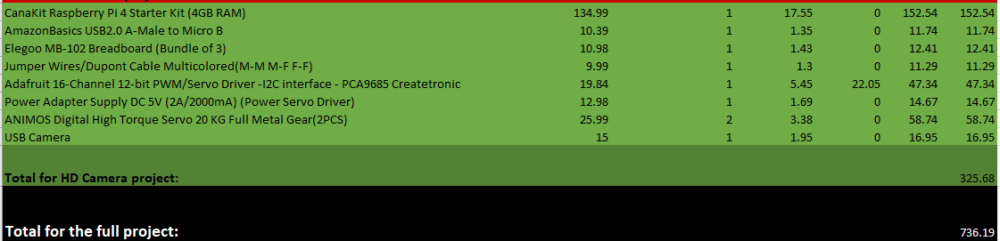 CanaKit Raspberry Pi 4 Starter Kit (4GB RAM) 134.99 1 17.55 0 152.54 152.54
AmazonBasics USB2.0 A-Male to Micro B 10.39 1 1.35 0 11.74 11.74
Elegoo MB-102 Breadboard (Bundle of 3) 10.98 1 1.43 0 12.41 12.41
Jumper Wires/Dupont Cable Multicolored(M-M M-F F-F) 9.99 1 1.3 0 11.29 11.29
Adafruit 16-Channel 12-bit PWM/Servo Driver -I2C interface - PCA9685 Createtronic 19.84 1 5.45 22.05 47.34 47.34
Power Adapter Supply DC 5V (2A/2000mA) (Power Servo Driver) 12.98 1 1.69 0 14.67 14.67
ANIMOS Digital High Torque Servo 20 KG Full Metal Gear(2PCS) 25.99 2 3.38 0 58.74 58.74
USB Camera 15 1 1.95 0 16.95 16.95
Total for HD Camera project: 325.68
Total for the full project: 736.19